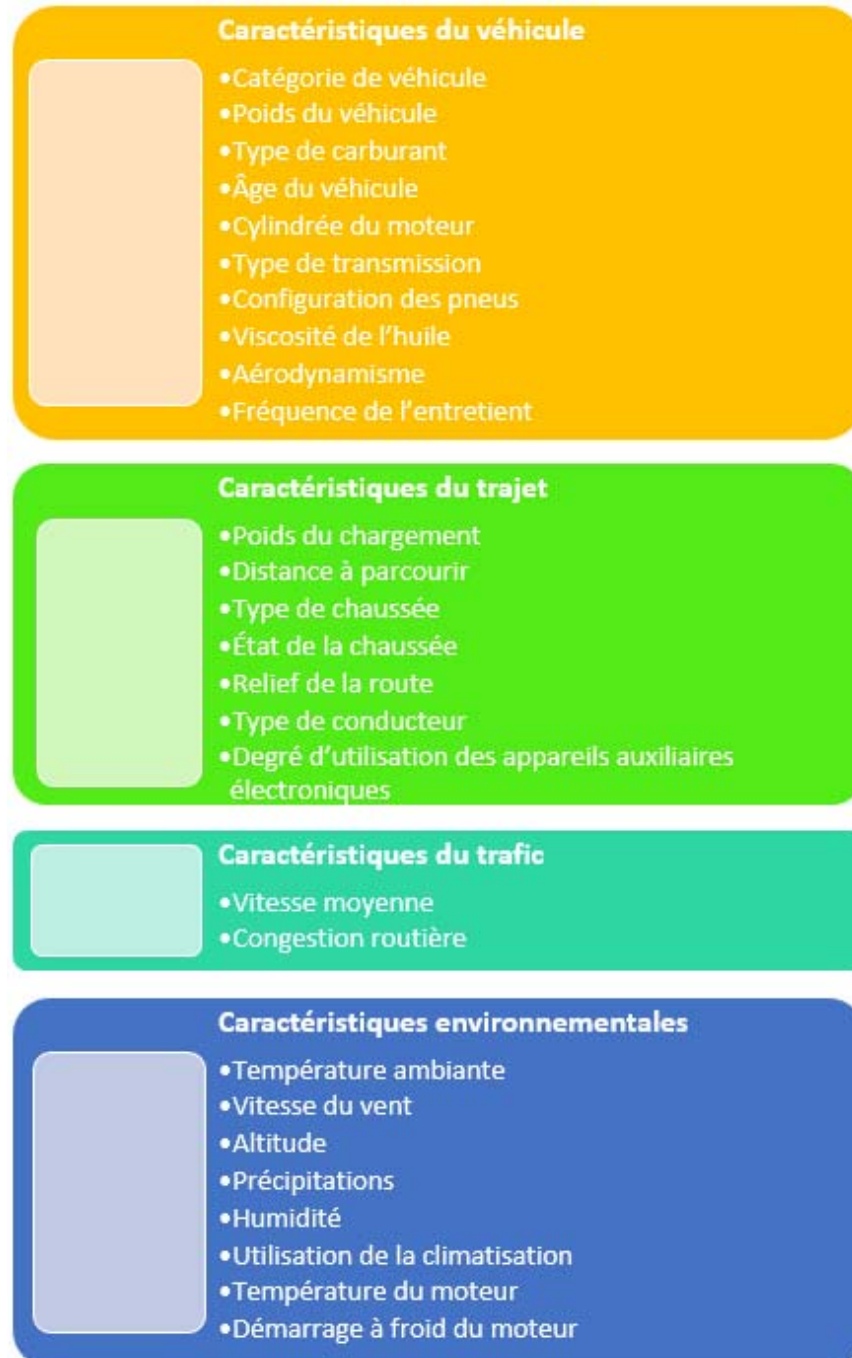 Caractéristiques du véhicule
•Catégorie de véhicule
•Poids du véhicule
•Type de carburant
•Âge du véhicule
•Cylindrée du moteur
•Type de transmission
•Configuration des pneus
•Viscosité de l’huile
•Aérodynamisme
•Fréquence de l’entretient
Caractéristiques du trajet
•Poids du chargement
•Distance à parcourir
•Type de chaussée
•État de la chaussée
•Relief de la route
•Type de conducteur
•Degré d’utilisation des appareils auxiliaires
électroniques
Caractéristiques du trafic
•Vitesse moyenne
•Congestion routière
Caractéristiques environnementales
•Température ambiante
•Vitesse du vent
•Altitude
•Précipitations
•Humidité
•Utilisation de la climatisation
•Température du moteur
•Démarrage à froid du moteur